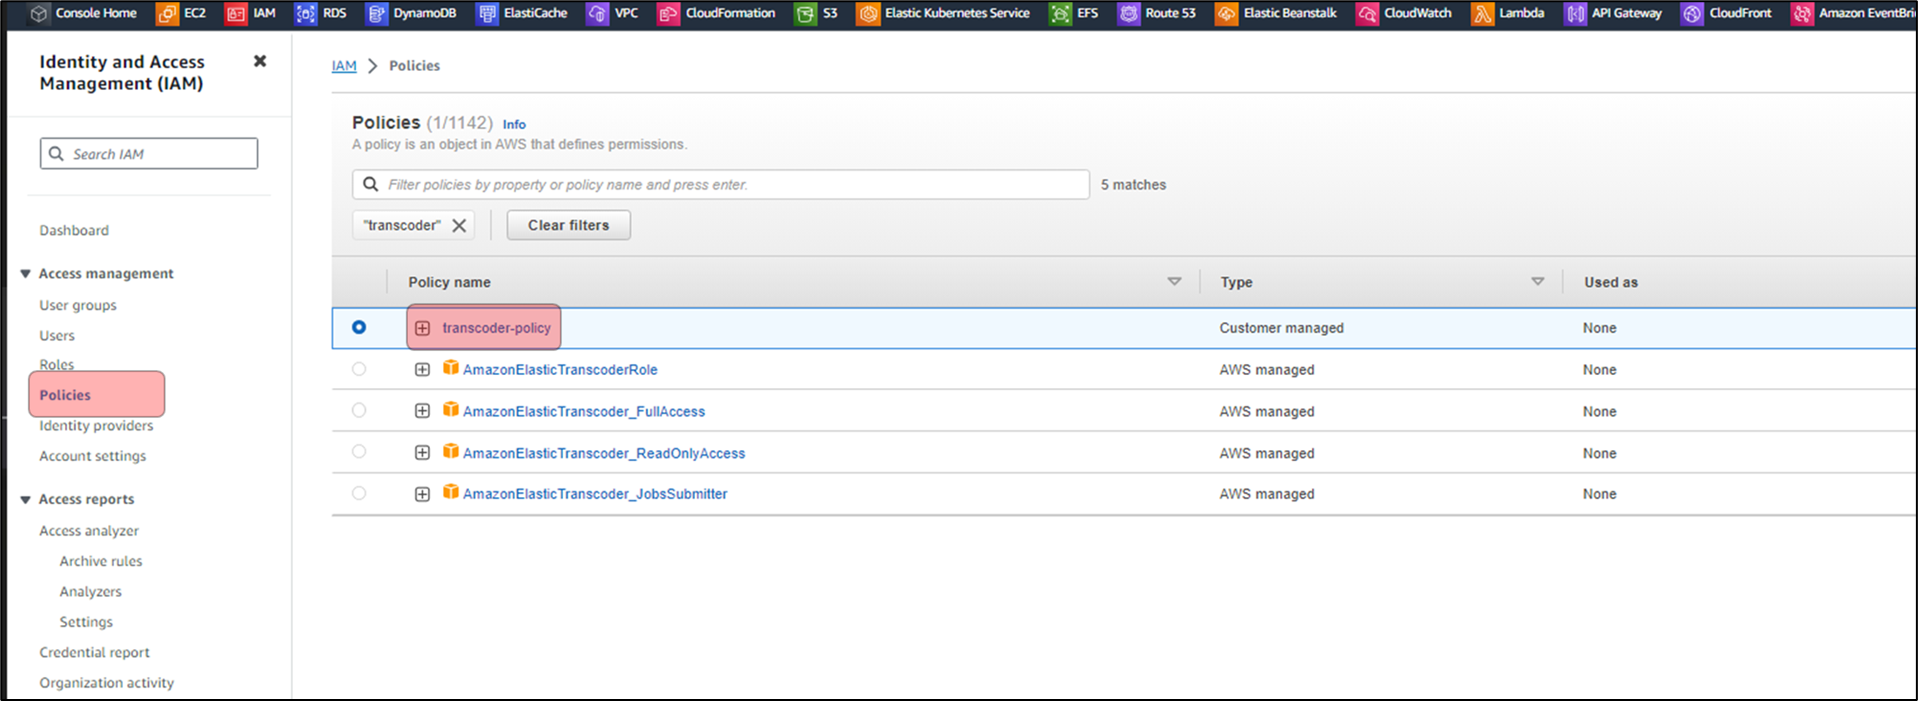 Console Home EC2 IAM RDS DynamoDB ElastiCache VPC CloudFormation S3 Elastic Kubernetes Service EFS Route 53 Elastic Beanstalk CloudWatch Lambda API Gateway CloudFront Amazon EventBri
Identity and Access
Management (IAM)
Search IAM
Dashboard
Access management
User groups
Users
Roles
Policies
Identity providers
Account settings
Access reports
Access analyzer
Archive rules
Analyzers
Settings
Credential report
Organization activity
IAM > Policies
Policies (1/1142) Info
A policy is an object in AWS that defines permissions.
Filter policies by property or policy name and press enter. 5 matches
"transcoder" Clear filters
Policy name Type Used as
transcoder-policy Customer managed None
AmazonElasticTranscoderRole AWS managed None
AmazonElasticTranscoder_FullAccess AWS managed None
AmazonElasticTranscoder_ReadOnlyAccess AWS managed None
AmazonElasticTranscoder_JobsSubmitter AWS managed None